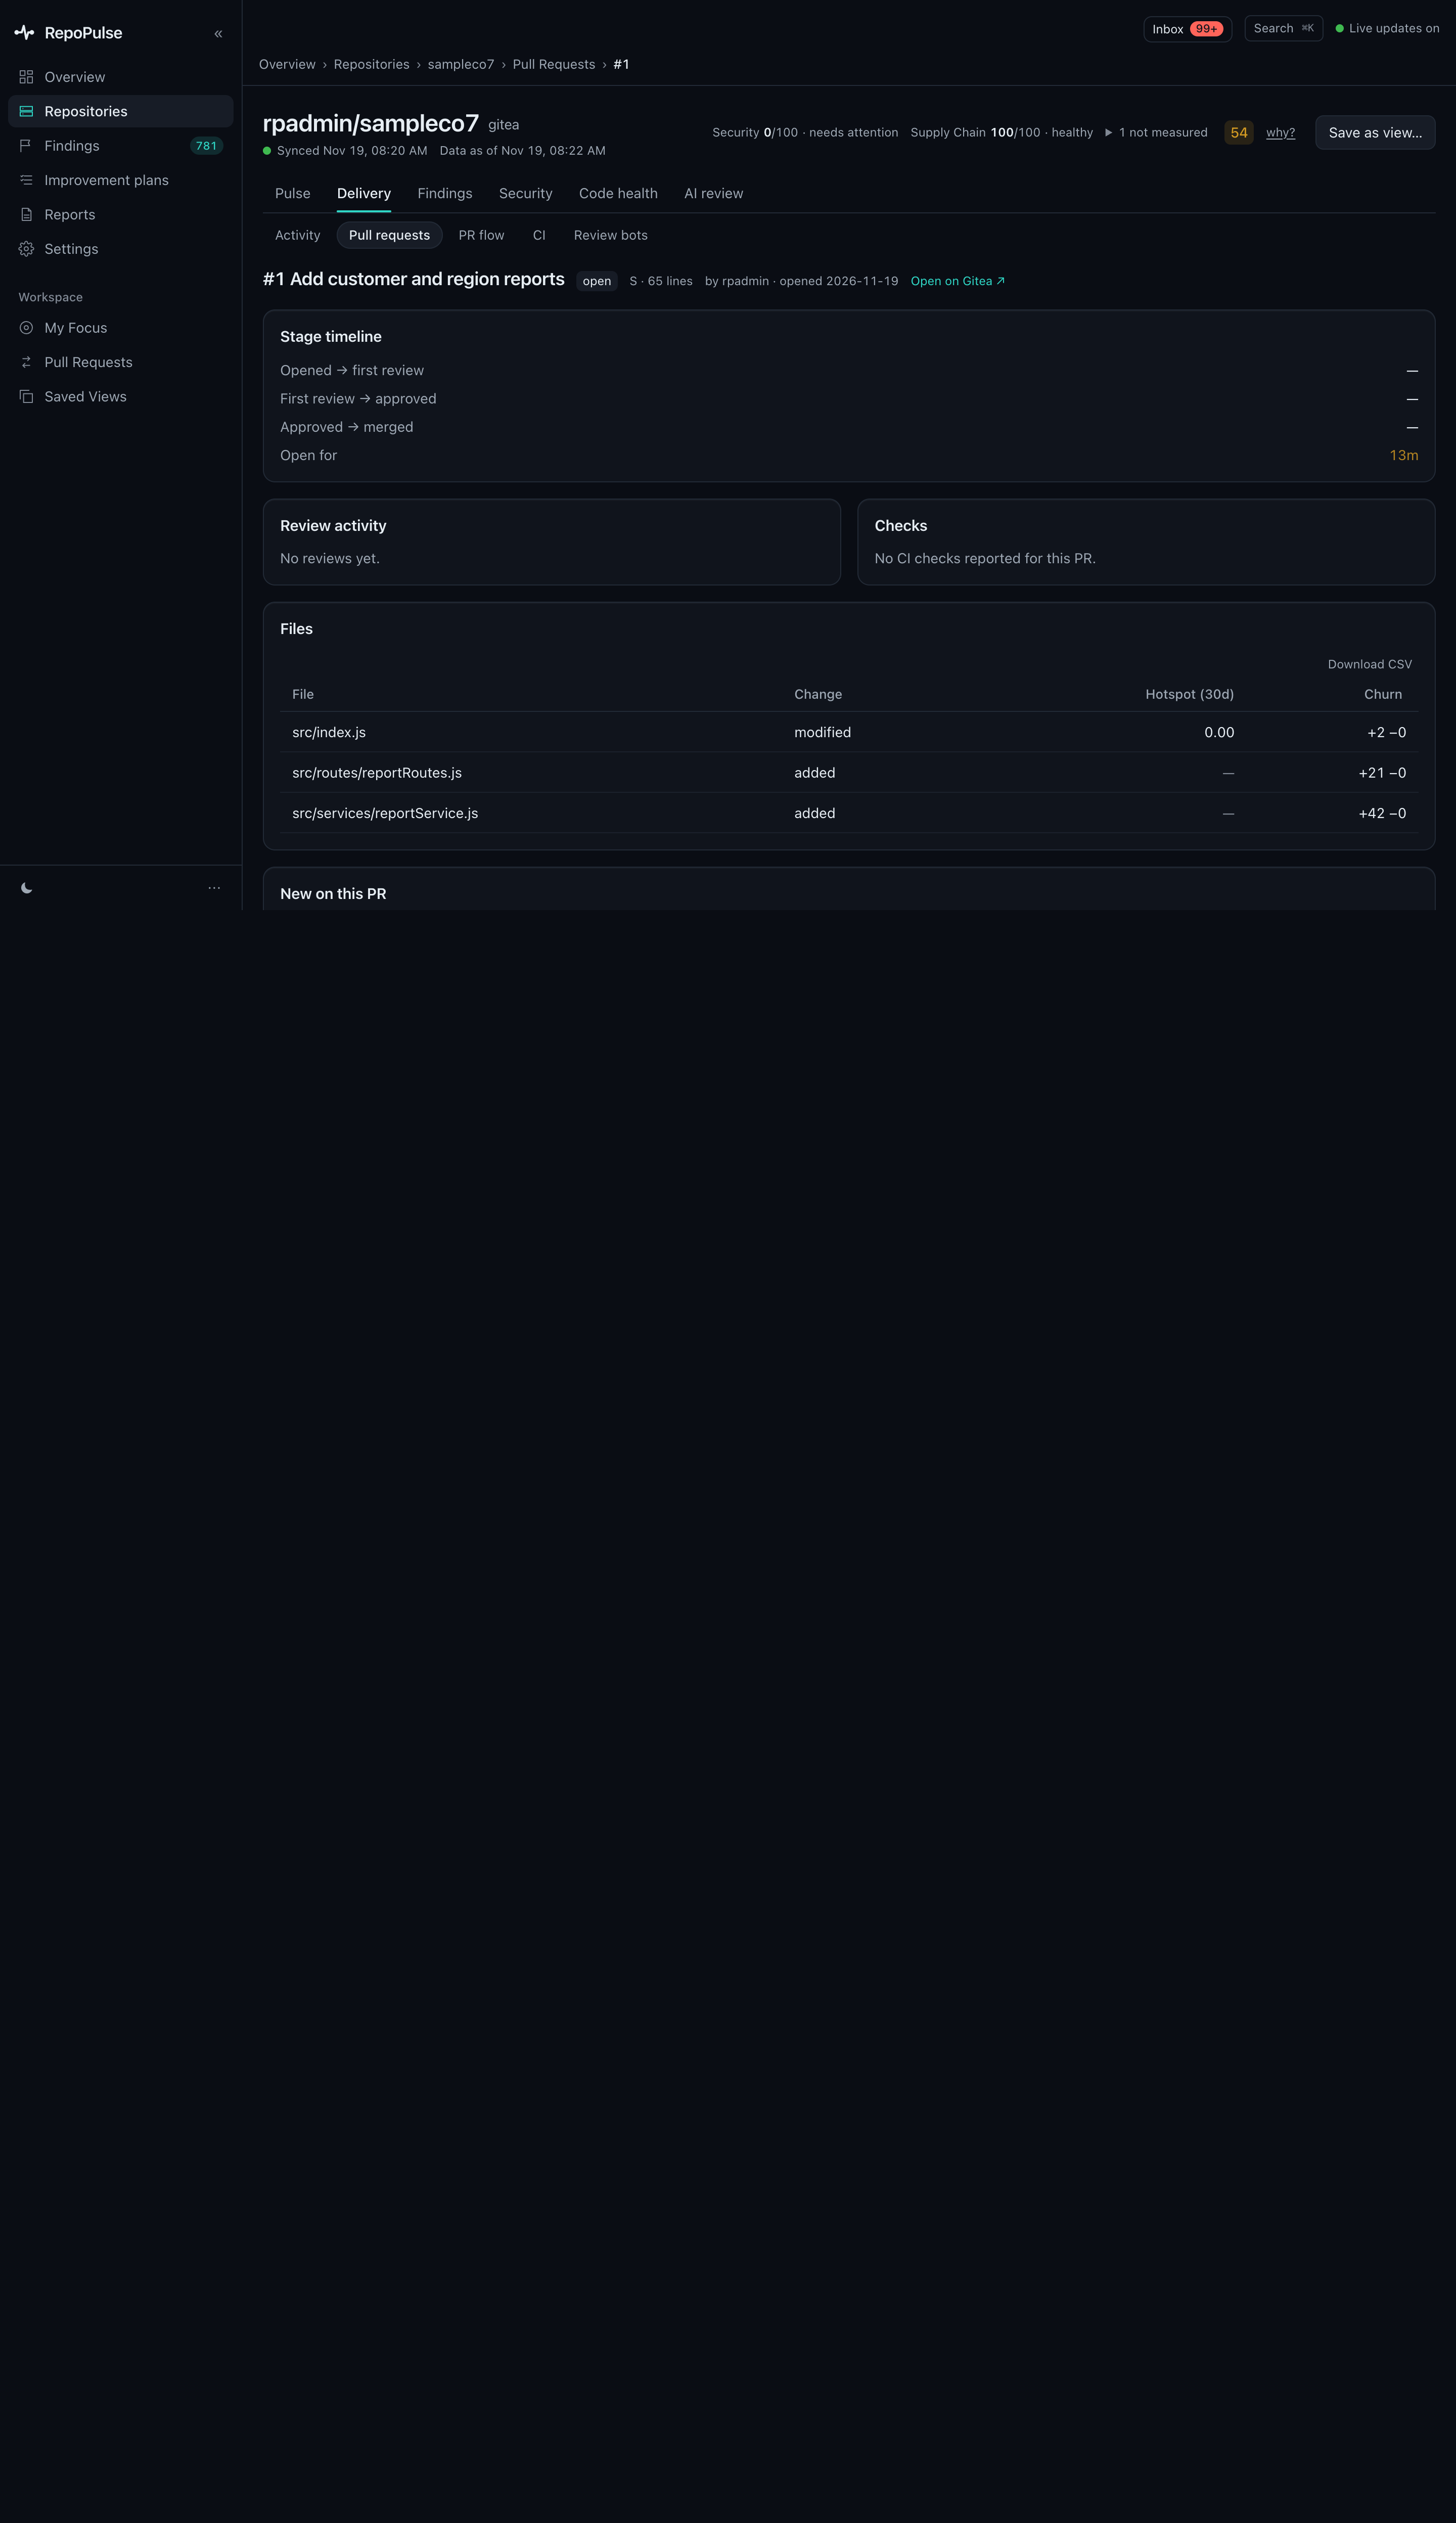 RepoPulse «
Overview
Repositories
Findings 781
Improvement plans
Reports
Settings
Workspace
My Focus
Pull Requests
Saved Views
...
Inbox 99+ Search ⌘K Live updates on
Overview › Repositories › sampleco7 › Pull Requests › #1
rpadmin/sampleco7 gitea
Synced Nov 19, 08:20 AM Data as of Nov 19, 08:22 AM
Security 0/100 · needs attention Supply Chain 100/100 · healthy ▶ 1 not measured 54 why? Save as view...
Pulse Delivery Findings Security Code health AI review
Activity Pull requests PR flow CI Review bots
#1 Add customer and region reports open S · 65 lines by rpadmin · opened 2026-11-19 Open on Gitea ↗
Stage timeline
Opened → first review —
First review → approved —
Approved → merged —
Open for 13m
Review activity
No reviews yet.
Checks
No CI checks reported for this PR.
Files
Download CSV
File Change Hotspot (30d) Churn
src/index.js modified 0.00 +2 −0
src/routes/reportRoutes.js added — +21 −0
src/services/reportService.js added — +42 −0
New on this PR